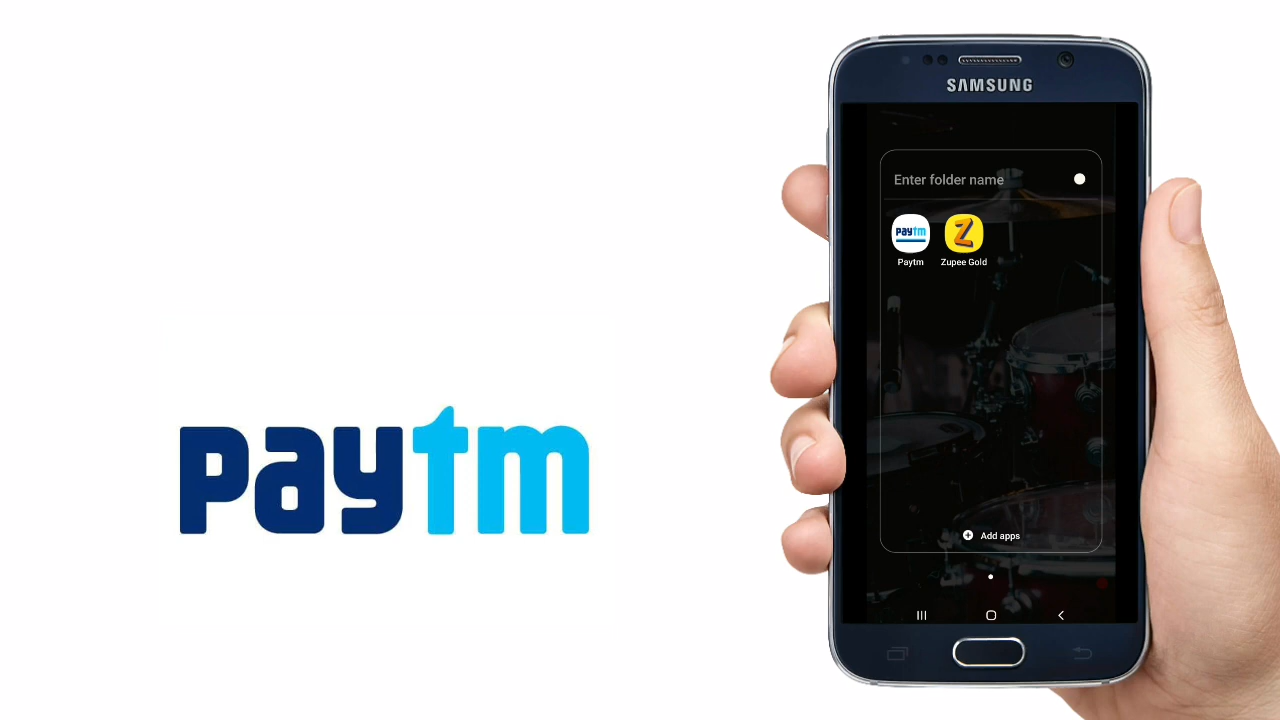 paytm
SAMSUNG
Enter folder name
paytm
Paytm
Zupee Gold
Add apps